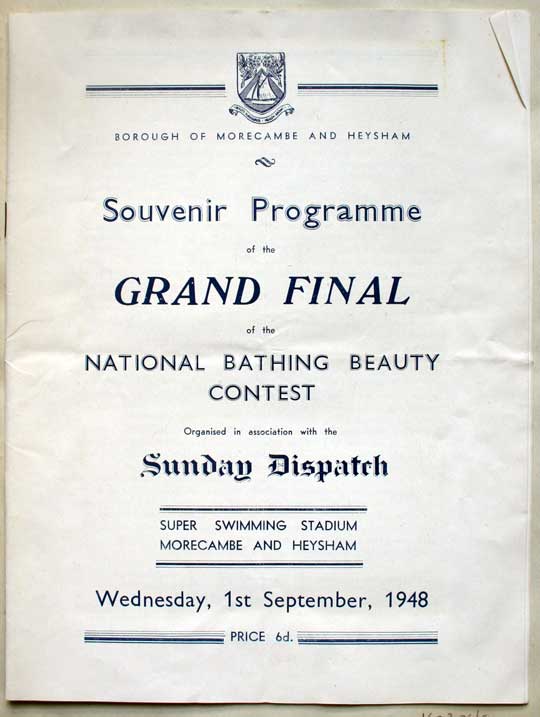 BOROUGH OF MORECAMBE AND HEYSHAM
Souvenir Programme
of the
GRAND FINAL
of the
NATIONAL BATHING BEAUTY
CONTEST
Organised in association with the
Sunday Dispatch
SUPER SWIMMING STADIUM
MORECAMBE AND HEYSHAM
Wednesday, 1st September, 1948
PRICE 6d.